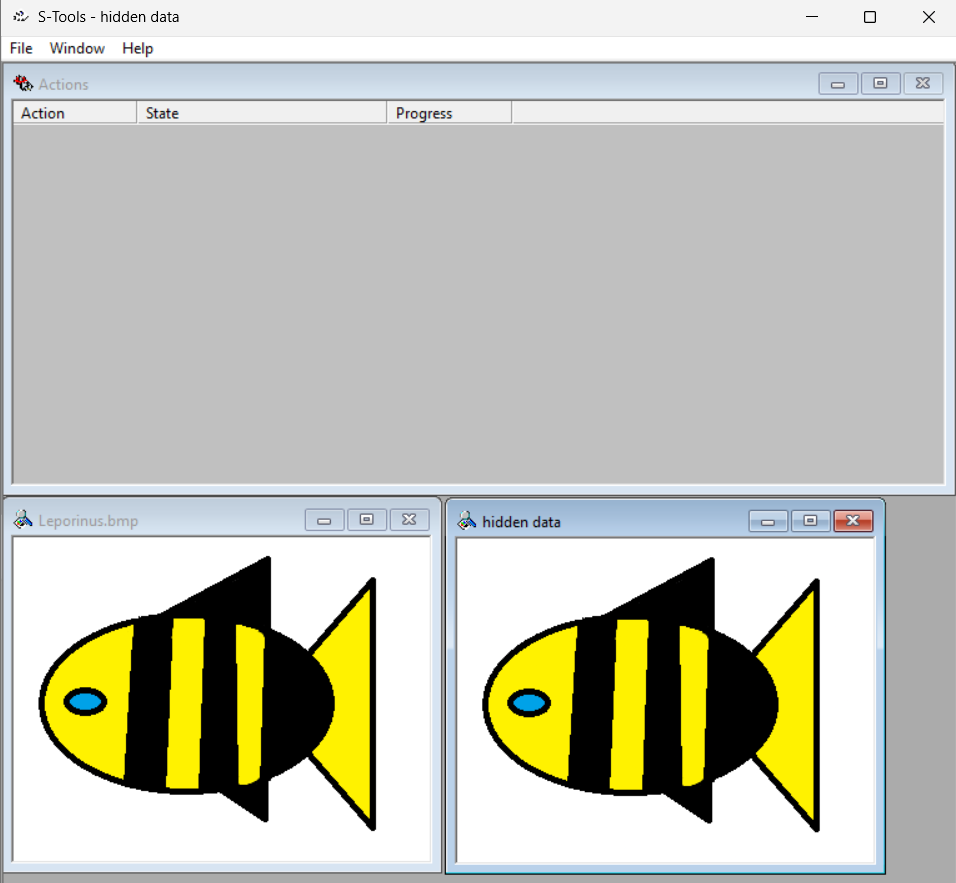 S-Tools - hidden data
File Window Help
Actions
Action State Progress
Leporinus.bmp
hidden data